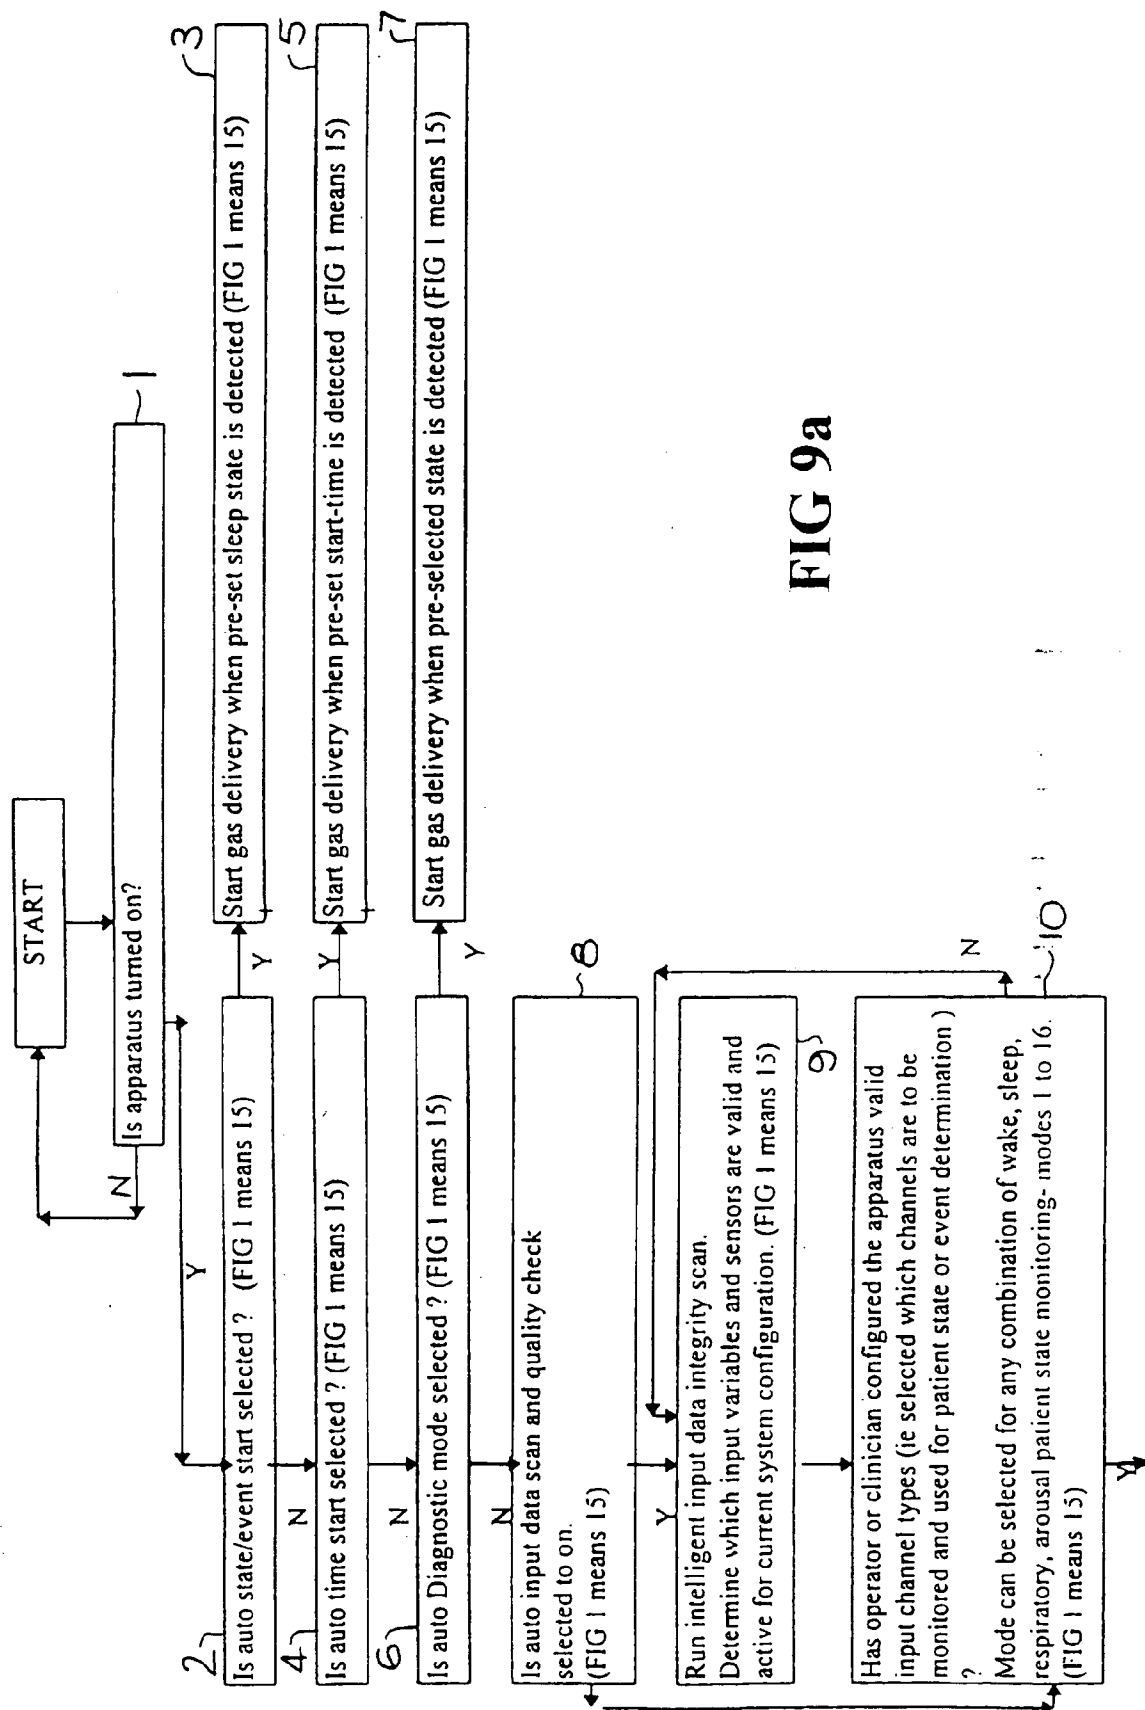 START
Is apparatus turned on?
1
N
Y
2
Is auto state/event start selected ? (FIG 1 means 15)
Y
Start gas delivery when pre-set sleep state is detected (FIG 1 means 15)
3
N
4
Is auto time start selected ? (FIG 1 means 15)
Y
Start gas delivery when pre-set start-time is detected (FIG 1 means 15)
5
N
6
Is auto Diagnostic mode selected ? (FIG 1 means 15)
Y
Start gas delivery when pre-selected state is detected (FIG 1 means 15)
7
N
Is auto input data scan and quality check
selected to on.
(FIG 1 means 15)
8
Y
Run intelligent input data integrity scan.
Determine which input variables and sensors are valid and
active for current system configuration. (FIG 1 means 15)
9
N
Has operator or clinician configured the apparatus valid
input channel types (ie selected which channels are to be
monitored and used for patient state or event determination )
?
Mode can be selected for any combination of wake, sleep,
respiratory, arousal patient state monitoring- modes 1 to 16.
(FIG 1 means 15)
10
Y
FIG 9a